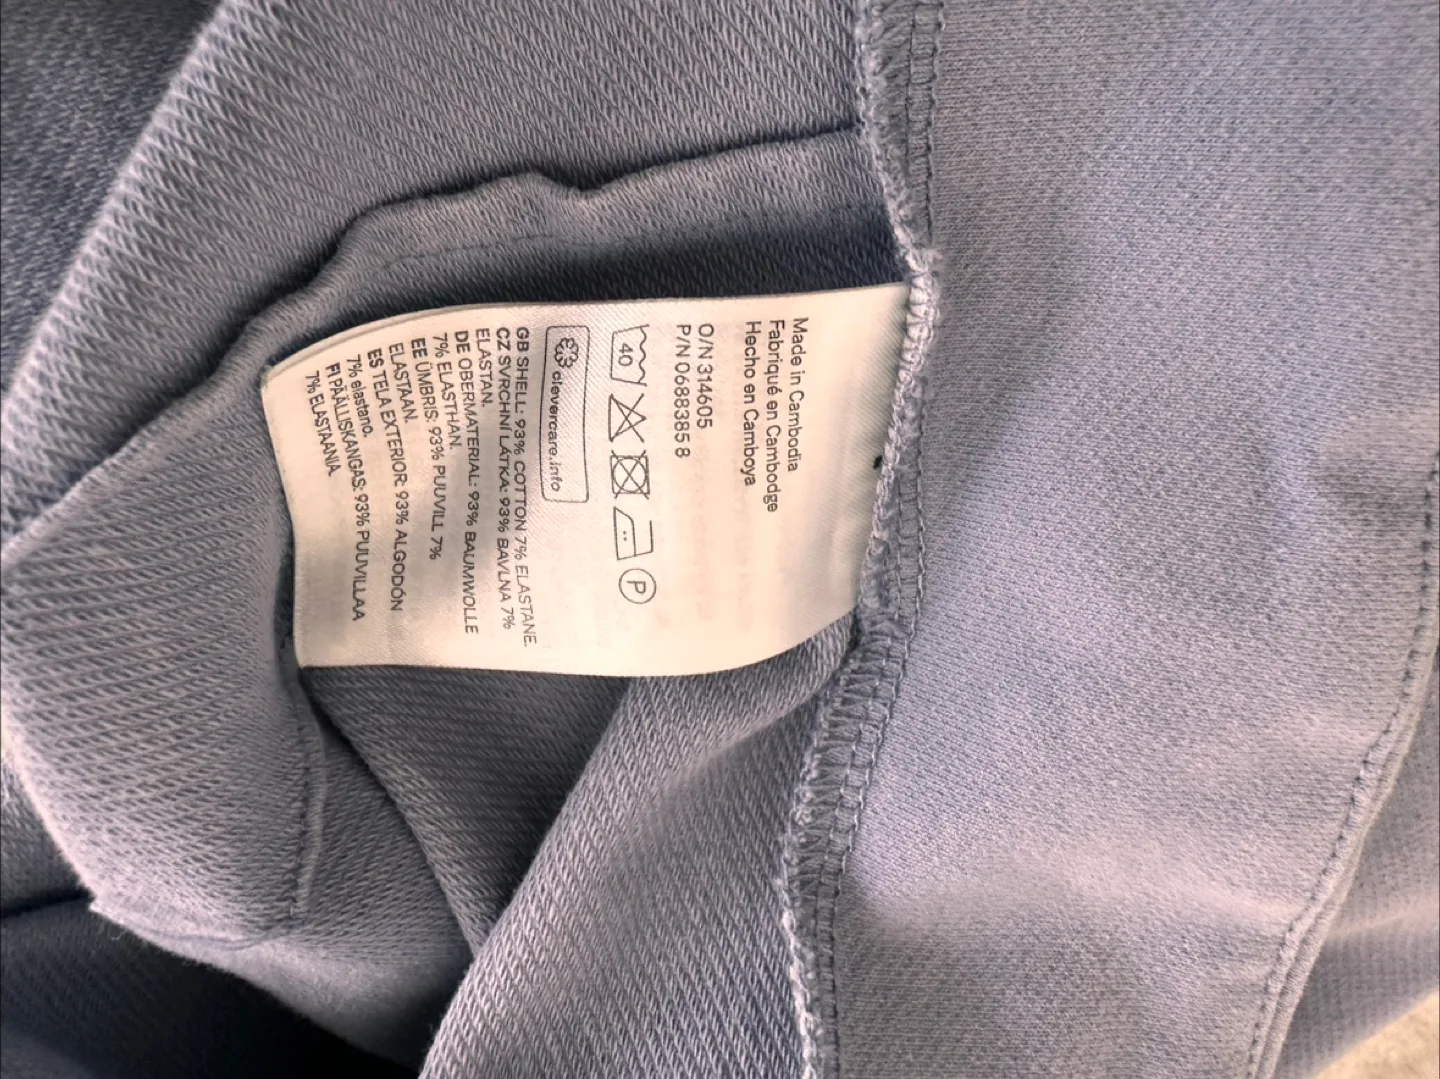 Made in Cambodia
Fabriqué en Cambodge
Hecho en Camboya
O/N 314605
P/N 0688385 8
40
P
clevercare.info
GB SHELL: 93% COTTON 7% ELASTANE.
CZ SVRCHNÍ LÁTKA: 93% BAVLNA 7%
ELASTAN.
DE OBERMATERIAL: 93% BAUMWOLLE
7% ELASTHAN.
EE ÜMBRIS: 93% PUUVILL 7%
ELASTAAN.
ES TELA EXTERIOR: 93% ALGODÓN
7% elastano.
FI PÄÄLLISKANGAS: 93% PUUVILLAA
7% ELASTAANIA.